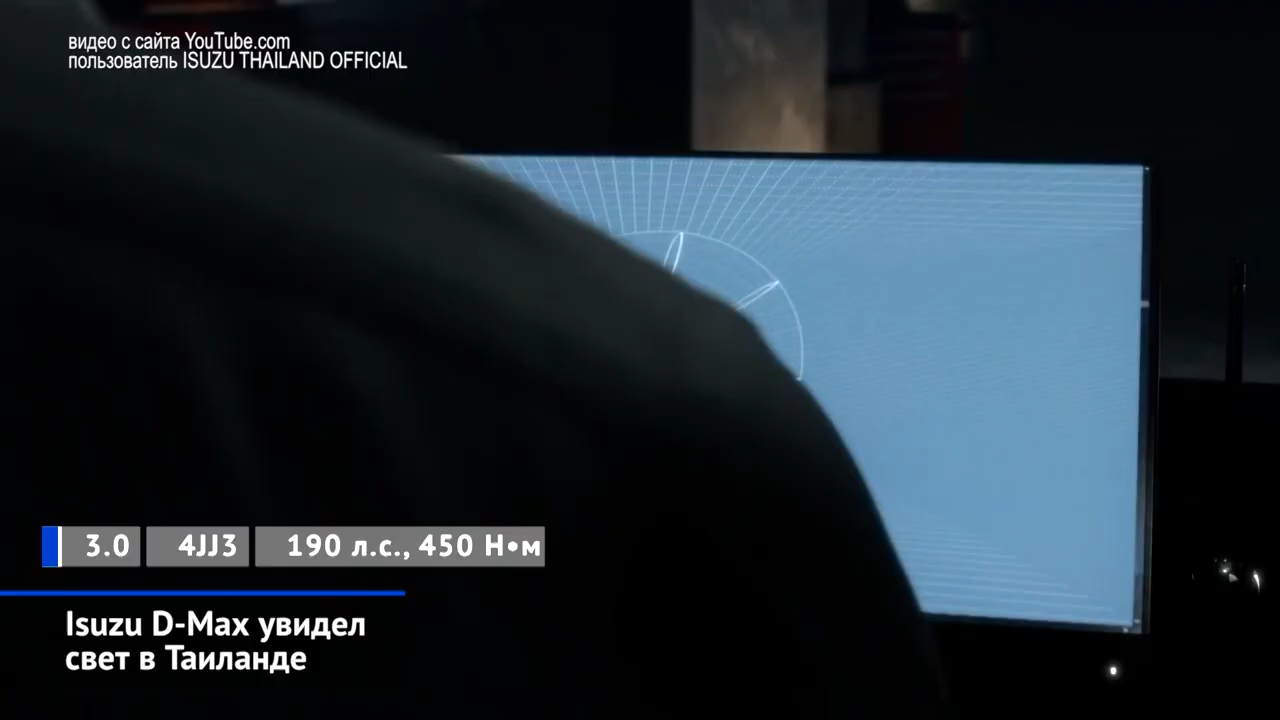 видео с сайта YouTube.com
пользователь ISUZU THAILAND OFFICIAL
3.0 4JJ3 190 л.с., 450 Н•м
Isuzu D-Max увидел
свет в Таиланде